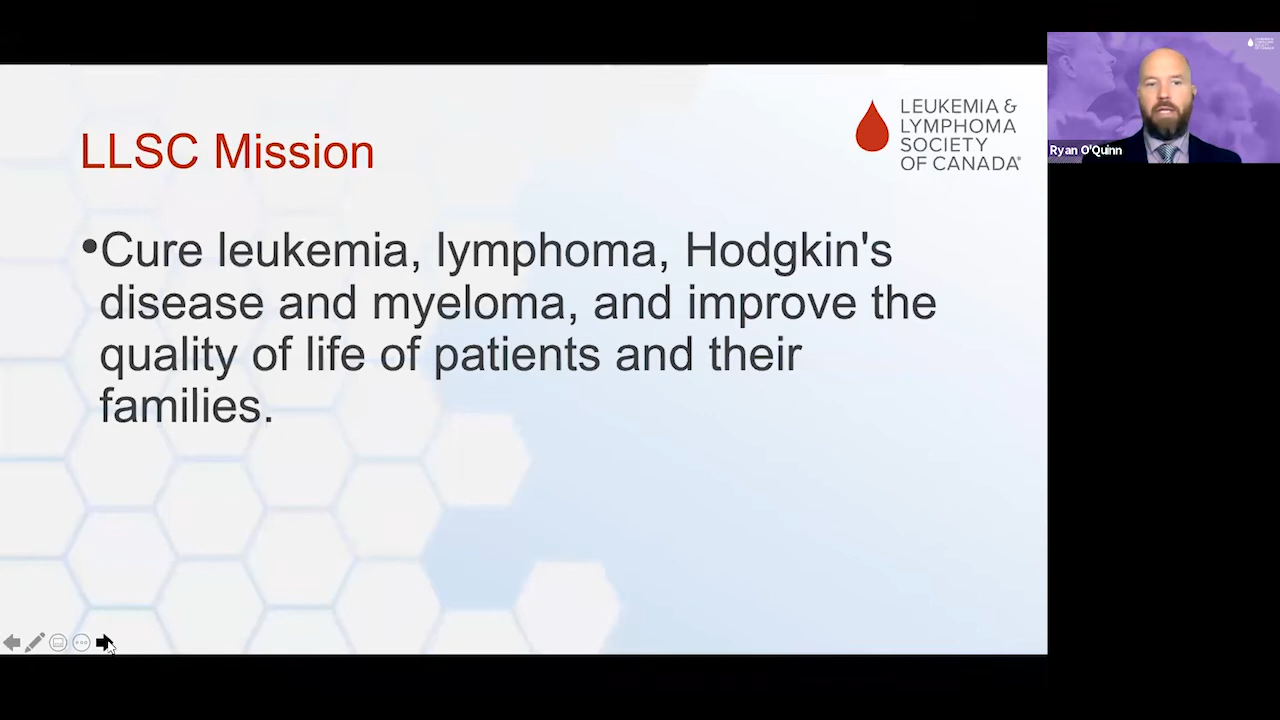 LLSC Mission
LEUKEMIA &
LYMPHOMA
SOCIETY
OF CANADA®
•Cure leukemia, lymphoma, Hodgkin's
disease and myeloma, and improve the
quality of life of patients and their
families.
Ryan O'Quinn